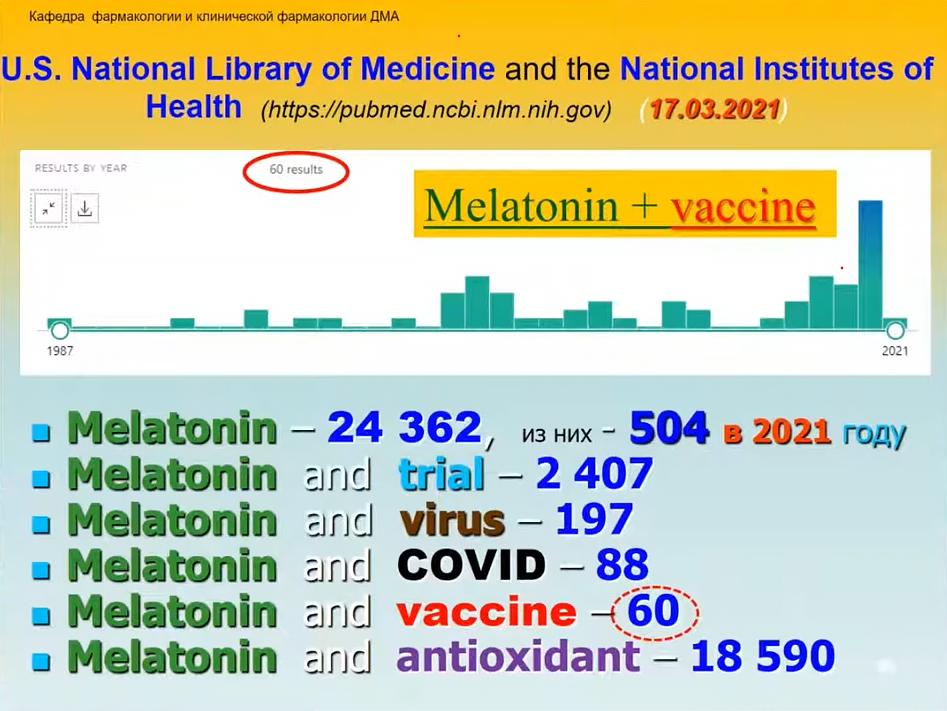 Кафедра фармакологии и клинической фармакологии ДМА
U.S. National Library of Medicine and the National Institutes of
Health (https://pubmed.ncbi.nlm.nih.gov) (17.03.2021)
RESULTS BY YEAR
60 results
Melatonin + vaccine
1987
2021
Melatonin – 24 362, из них - 504 в 2021 году
Melatonin and trial – 2 407
Melatonin and virus – 197
Melatonin and COVID – 88
Melatonin and vaccine – 60
Melatonin and antioxidant – 18 590